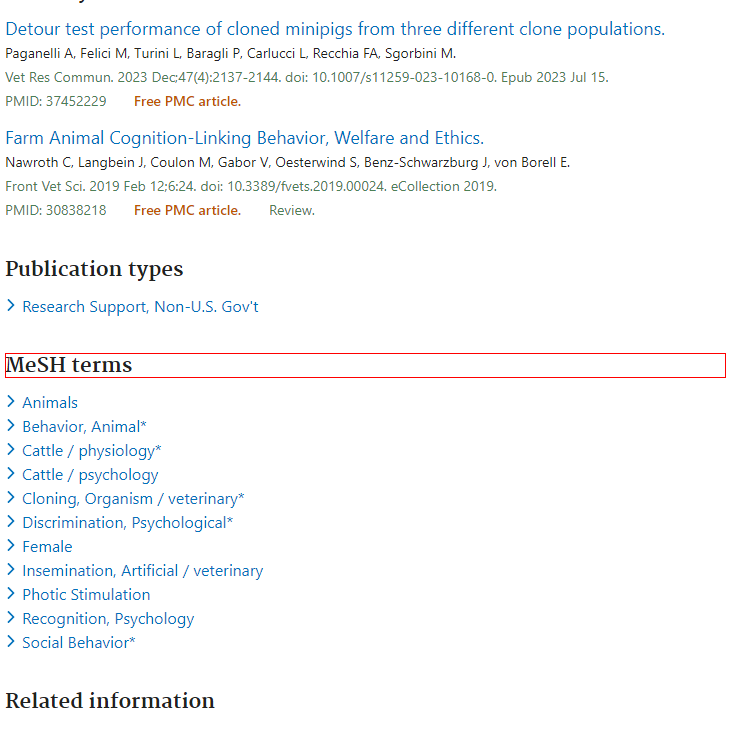 Detour test performance of cloned minipigs from three different clone populations.
Paganelli A, Felici M, Turini L, Baragli P, Carlucci L, Recchia FA, Sgorbini M.
Vet Res Commun. 2023 Dec;47(4):2137-2144. doi: 10.1007/s11259-023-10168-0. Epub 2023 Jul 15.
PMID: 37452229 Free PMC article.
Farm Animal Cognition-Linking Behavior, Welfare and Ethics.
Nawroth C, Langbein J, Coulon M, Gabor V, Oesterwind S, Benz-Schwarzburg J, von Borell E.
Front Vet Sci. 2019 Feb 12;6:24. doi: 10.3389/fvets.2019.00024. eCollection 2019.
PMID: 30838218 Free PMC article. Review.
Publication types
Research Support, Non-U.S. Gov't
MeSH terms
Animals
Behavior, Animal*
Cattle / physiology*
Cattle / psychology
Cloning, Organism / veterinary*
Discrimination, Psychological*
Female
Insemination, Artificial / veterinary
Photic Stimulation
Recognition, Psychology
Social Behavior*
Related information